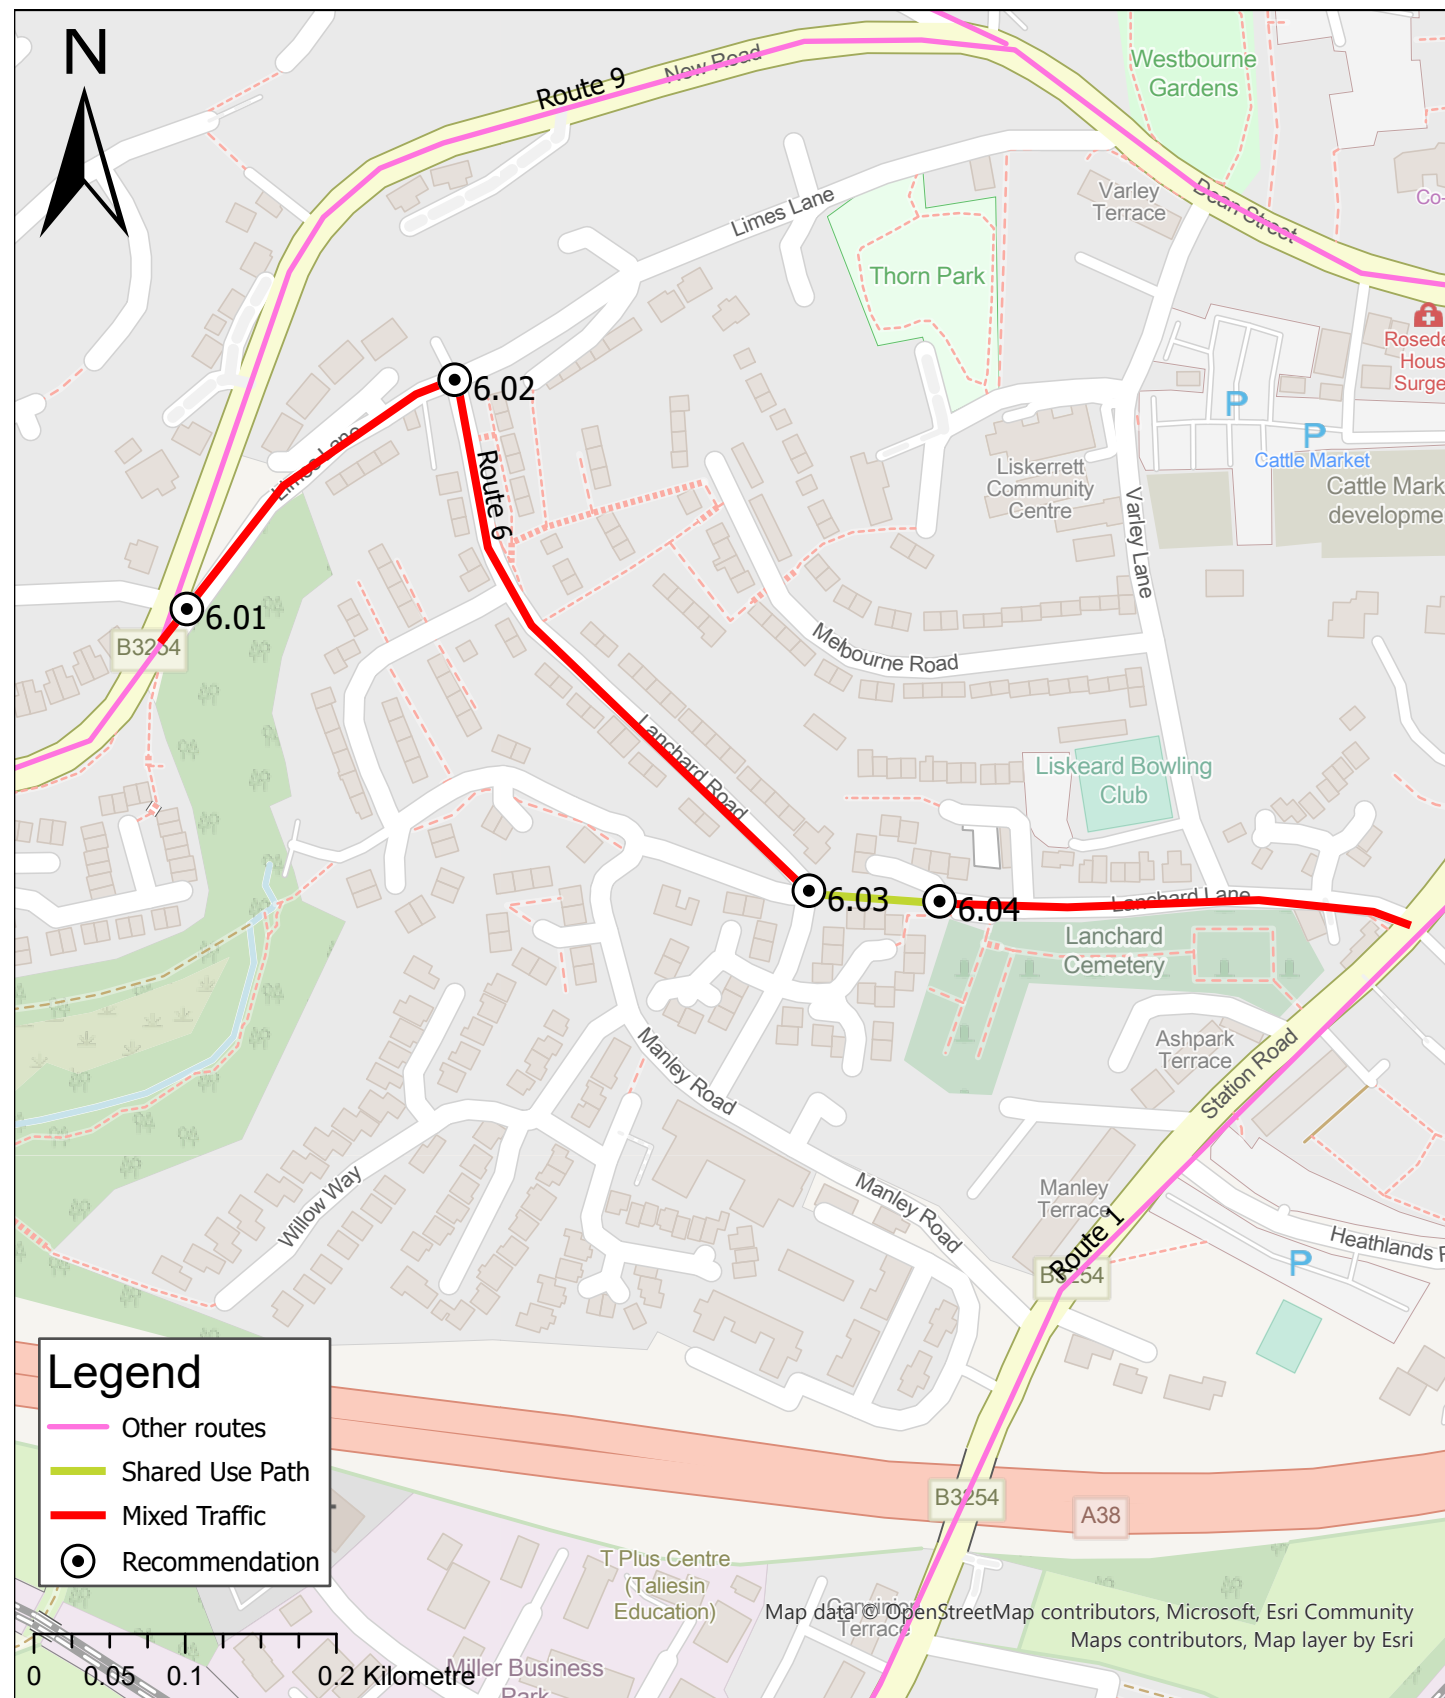 N
Route 9
New Road
Westbourne
Gardens
Varley
Terrace
Dean Street
Co-
Limes Lane
Thorn Park
Rosede
Hous
Surge
P
P
Cattle Market
Cattle Mark
developme
6.02
Limes Lane
Route 6
Liskerrett
Community
Centre
Varley Lane
6.01
B3254
Melbourne Road
Lanchard Road
Liskeard Bowling
Club
6.03
6.04
Lanchard Lane
Lanchard
Cemetery
Manley Road
Ashpark
Terrace
Station Road
Willow Way
Manley Road
Manley
Terrace
Route 1
B3254
Heathlands R
P
Legend
Other routes
Shared Use Path
Mixed Traffic
Recommendation
B3254
A38
T Plus Centre
(Taliesin
Education)
Terrace
Map data © OpenStreetMap contributors, Microsoft, Esri Community
Maps contributors, Map layer by Esri
0 0.05 0.1 0.2 Kilometre
Miller Business
Park